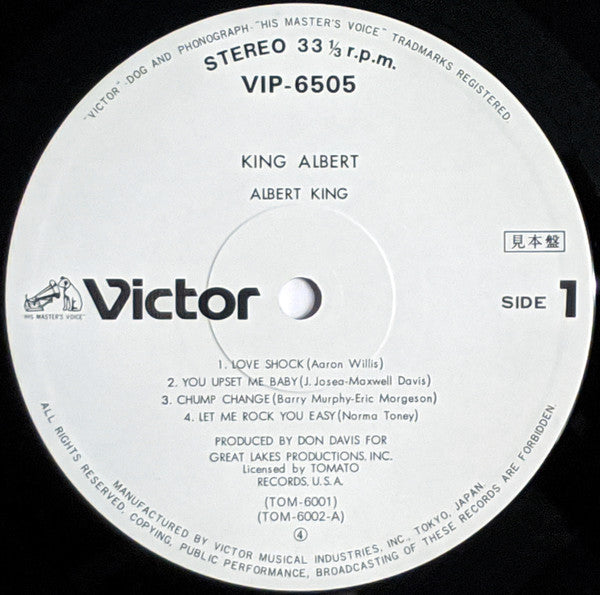 "VICTOR"-DOG AND PHONOGRAPH-"HIS MASTER'S VOICE" TRADMARKS REGISTERED.
STEREO 33 ⅓ r.p.m.
VIP-6505
KING ALBERT
ALBERT KING
見本盤
"HIS MASTER'S VOICE"
Victor
SIDE 1
1. LOVE SHOCK (Aaron Willis)
2. YOU UPSET ME BABY (J. Josea-Maxwell Davis)
3. CHUMP CHANGE (Barry Murphy-Eric Morgeson)
4. LET ME ROCK YOU EASY (Norma Toney)
PRODUCED BY DON DAVIS FOR
GREAT LAKES PRODUCTIONS, INC.
Licensed by TOMATO
RECORDS, U.S.A.
(TOM-6001)
(TOM-6002-A)
④
MANUFACTURED BY VICTOR MUSICAL INDUSTRIES, INC., TOKYO, JAPAN
ALL RIGHTS RESERVED, COPYING, PUBLIC PERFORMANCE, BROADCASTING OF THESE RECORDS ARE FORBIDDEN.